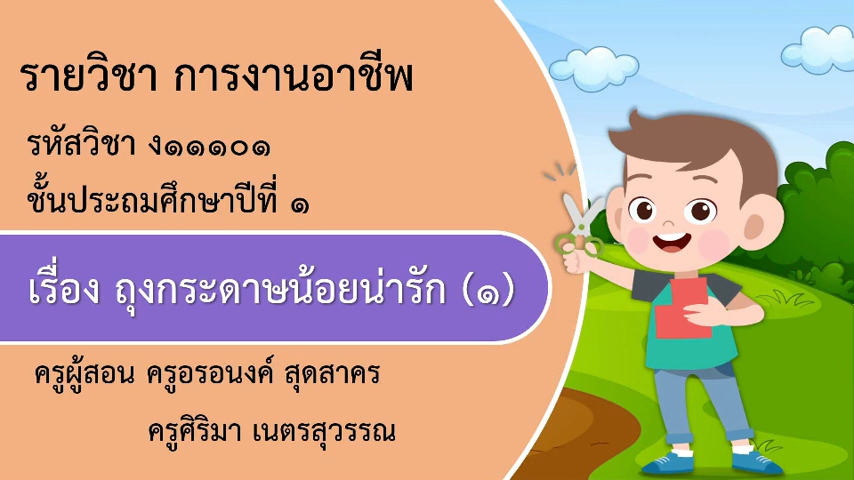 รายวิชา การงานอาชีพ
รหัสวิชา ง๑๑๑๐๑
ชั้นประถมศึกษาปีที่ ๑
เรื่อง ถุงกระดาษน้อยน่ารัก (๑)
ครูผู้สอน ครูอรอนงค์ สุดสาคร
ครูศิริมา เนตรสุวรรณ